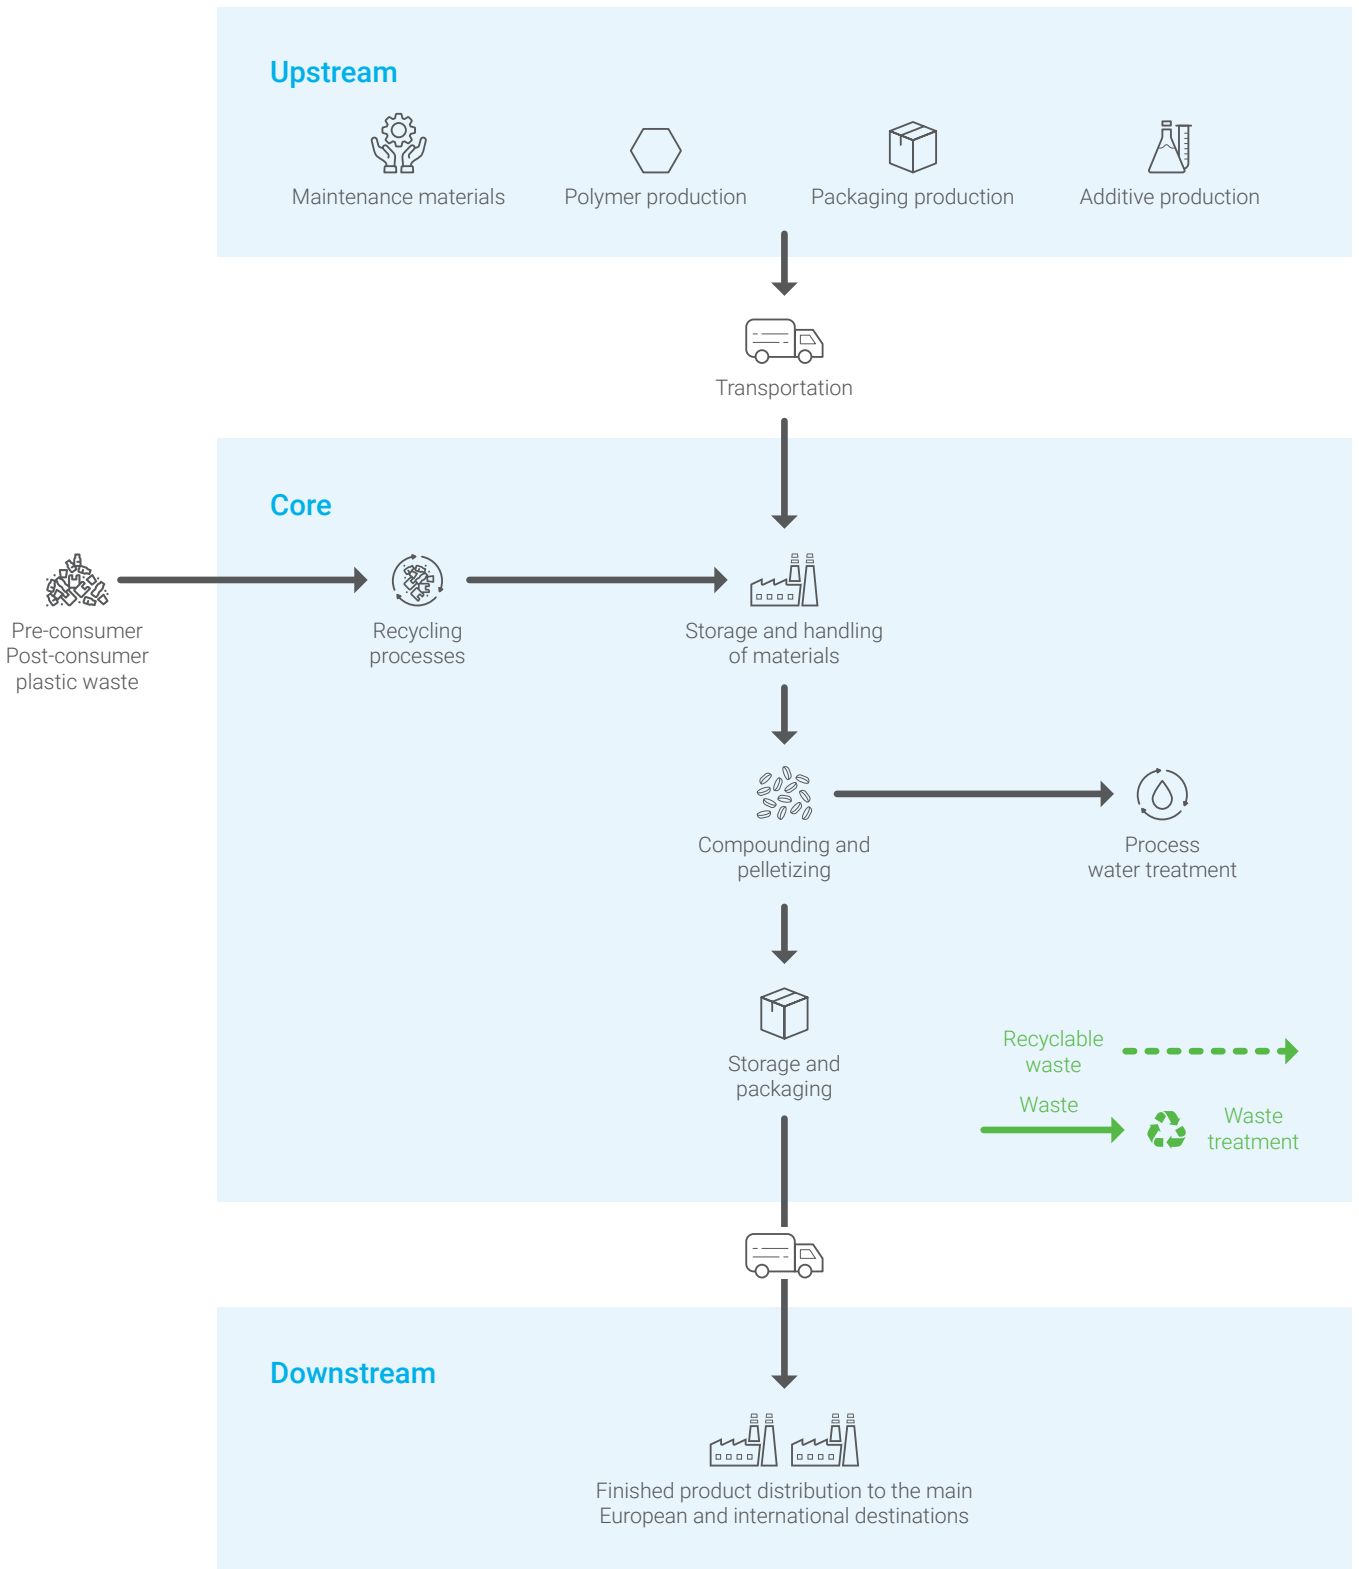 Upstream
Maintenance materials
Polymer production
Packaging production
Additive production
Transportation
Core
Pre-consumer
Post-consumer
plastic waste
Recycling
processes
Storage and handling
of materials
Compounding and
pelletizing
Process
water treatment
Storage and
packaging
Recyclable
waste
Waste
Waste
treatment
Downstream
Finished product distribution to the main
European and international destinations